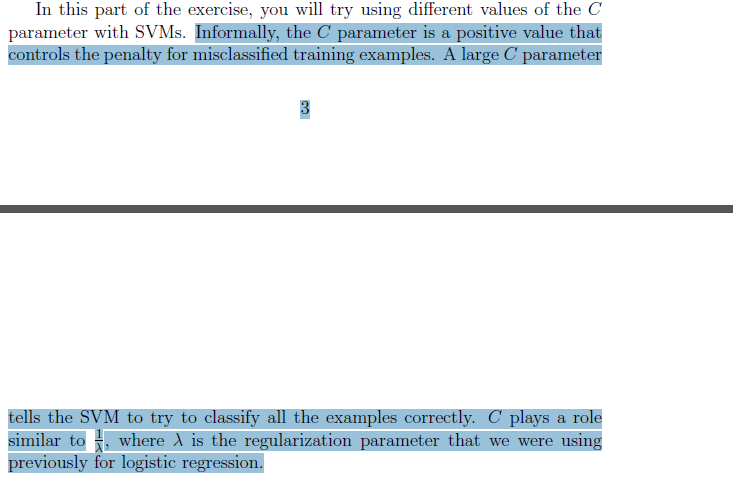 In this part of the exercise, you will try using different values of the C
parameter with SVMs. Informally, the C parameter is a positive value that
controls the penalty for misclassified training examples. A large C parameter
3
tells the SVM to try to classify all the examples correctly. C plays a role
similar to 1/λ, where λ is the regularization parameter that we were using
previously for logistic regression.